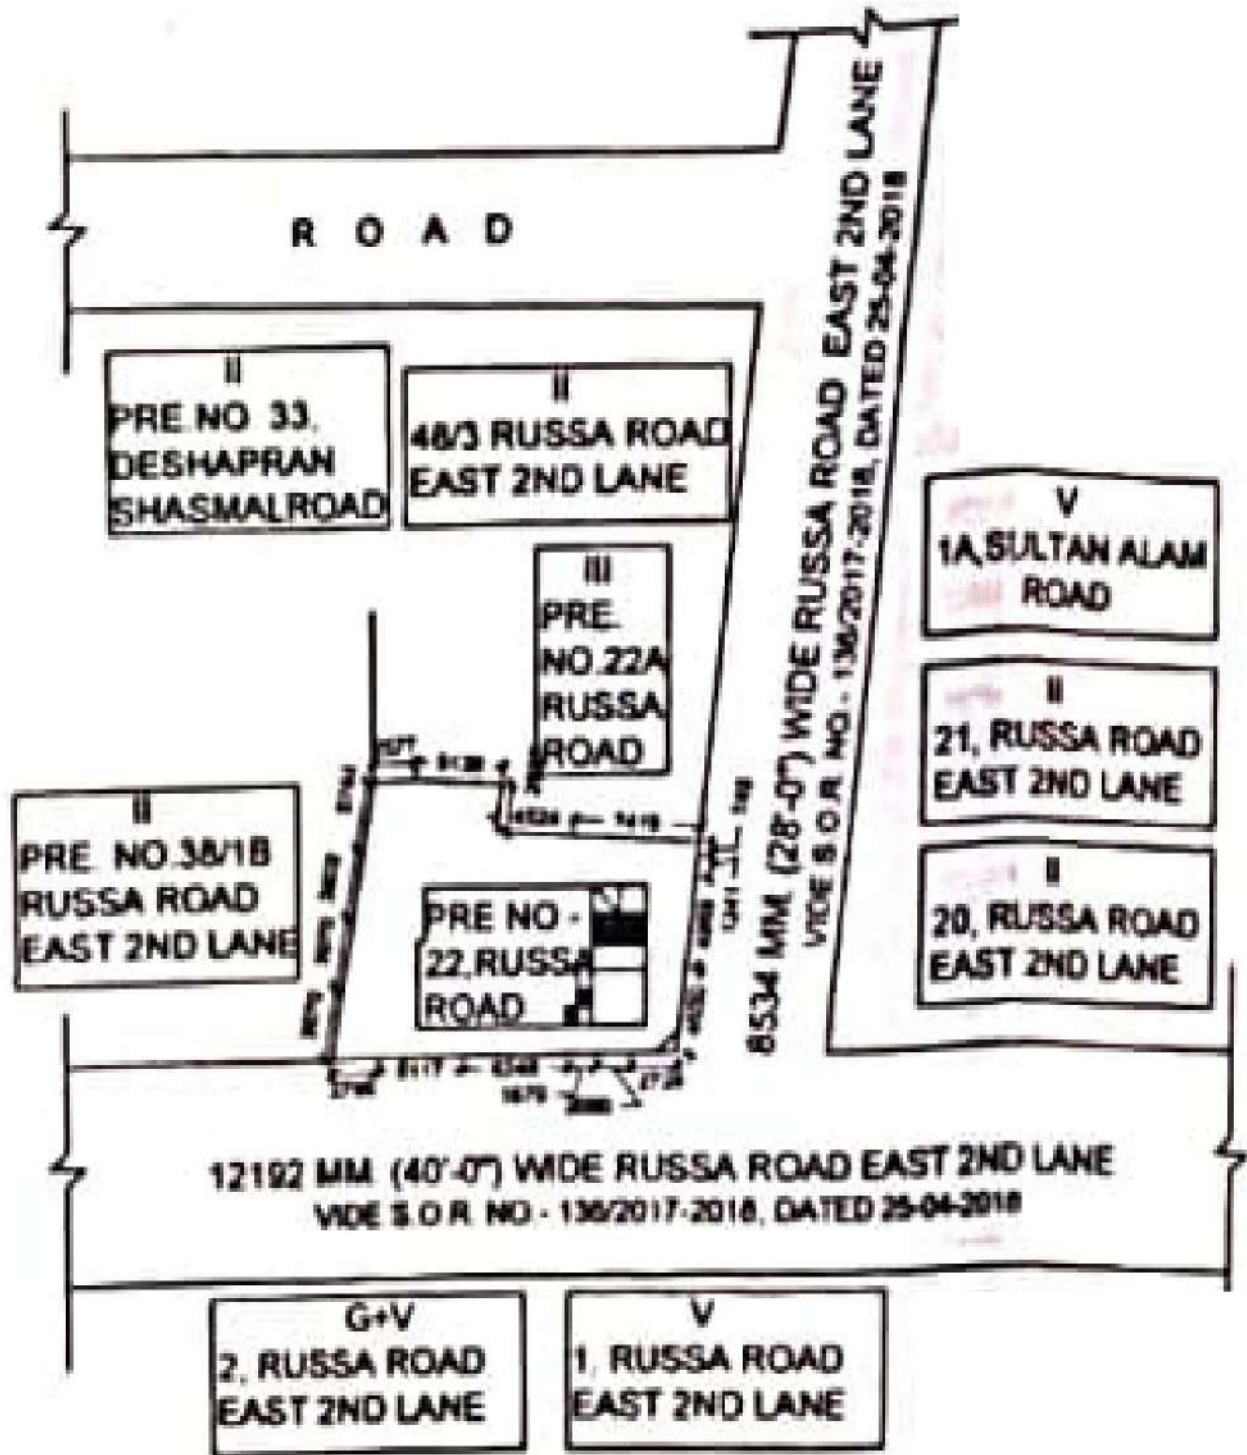 R O A D
8534 MM. (28'-0") WIDE RUSSA ROAD EAST 2ND LANE
VIDE S.O.R. NO.- 136/2017-2018, DATED 25-04-2018
II
PRE.NO 33,
DESHAPRAN
SHASMALROAD
II
48/3 RUSSA ROAD
EAST 2ND LANE
III
PRE.
NO.22A
RUSSA
ROAD
V
1A,SULTAN ALAM
ROAD
II
21, RUSSA ROAD
EAST 2ND LANE
II
20, RUSSA ROAD
EAST 2ND LANE
II
PRE. NO.38/1B
RUSSA ROAD
EAST 2ND LANE
PRE NO -
22,RUSSA
ROAD
12192 MM. (40'-0") WIDE RUSSA ROAD EAST 2ND LANE
VIDE S.O.R. NO.- 136/2017-2018, DATED 25-04-2018
G+V
2, RUSSA ROAD
EAST 2ND LANE
V
1, RUSSA ROAD
EAST 2ND LANE